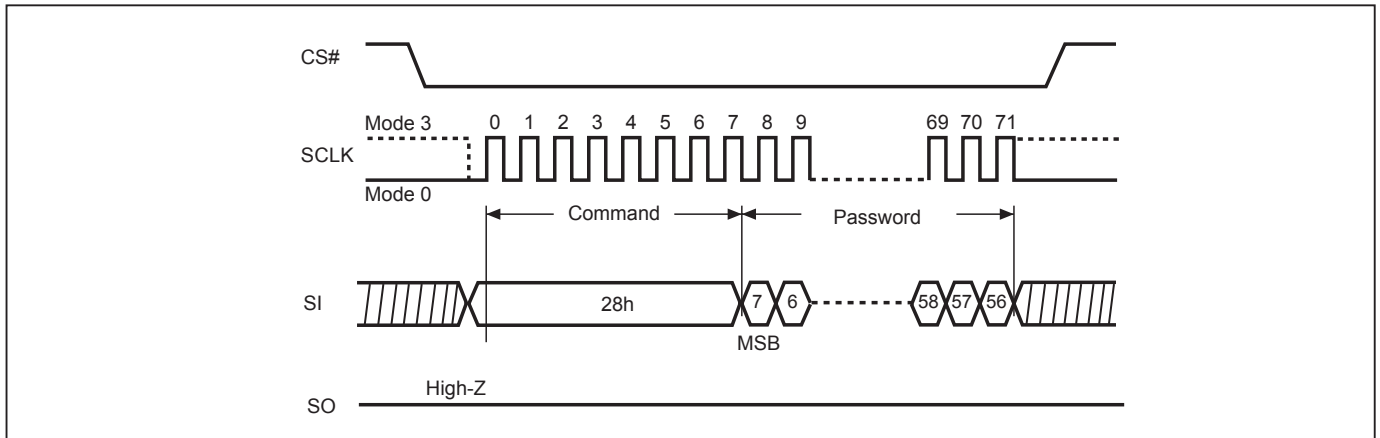 CS#
Mode 3
0 1 2 3 4 5 6 7 8 9 69 70 71
SCLK
Mode 0
Command Password
SI 28h 7 6 58 57 56
MSB
High-Z
SO